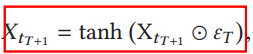 X_{t_{T+1}} = tanh (X_{t_{T+1}} ⊙ ε_T),